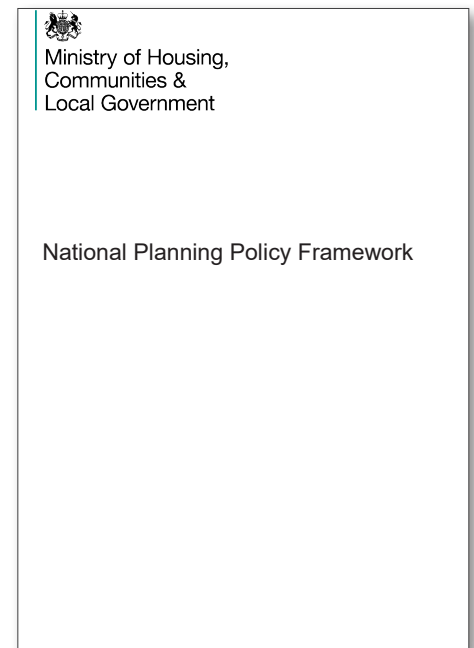 Ministry of Housing,
Communities &
Local Government
National Planning Policy Framework